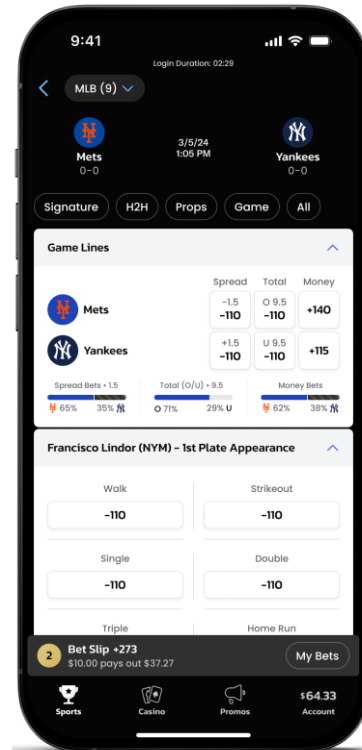 9:41
Login Duration: 02:29
MLB (9)
Mets
0-0
3/5/24
1:05 PM
Yankees
0-0
Signature H2H Props Game All
Game Lines
Spread Total Money
Mets -1.5 -110 O 9.5 -110 +140
Yankees +1.5 -110 U 9.5 -110 +115
Spread Bets • 1.5 Total (O/U) • 9.5 Money Bets
65% 35% O 71% 29% U 62% 38%
Francisco Lindor (NYM) - 1st Plate Appearance
Walk Strikeout
-110 -110
Single Double
-110 -110
Triple Home Run
2 Bet Slip +273
$10.00 pays out $37.27
My Bets
$64.33
Sports Casino Promos Account